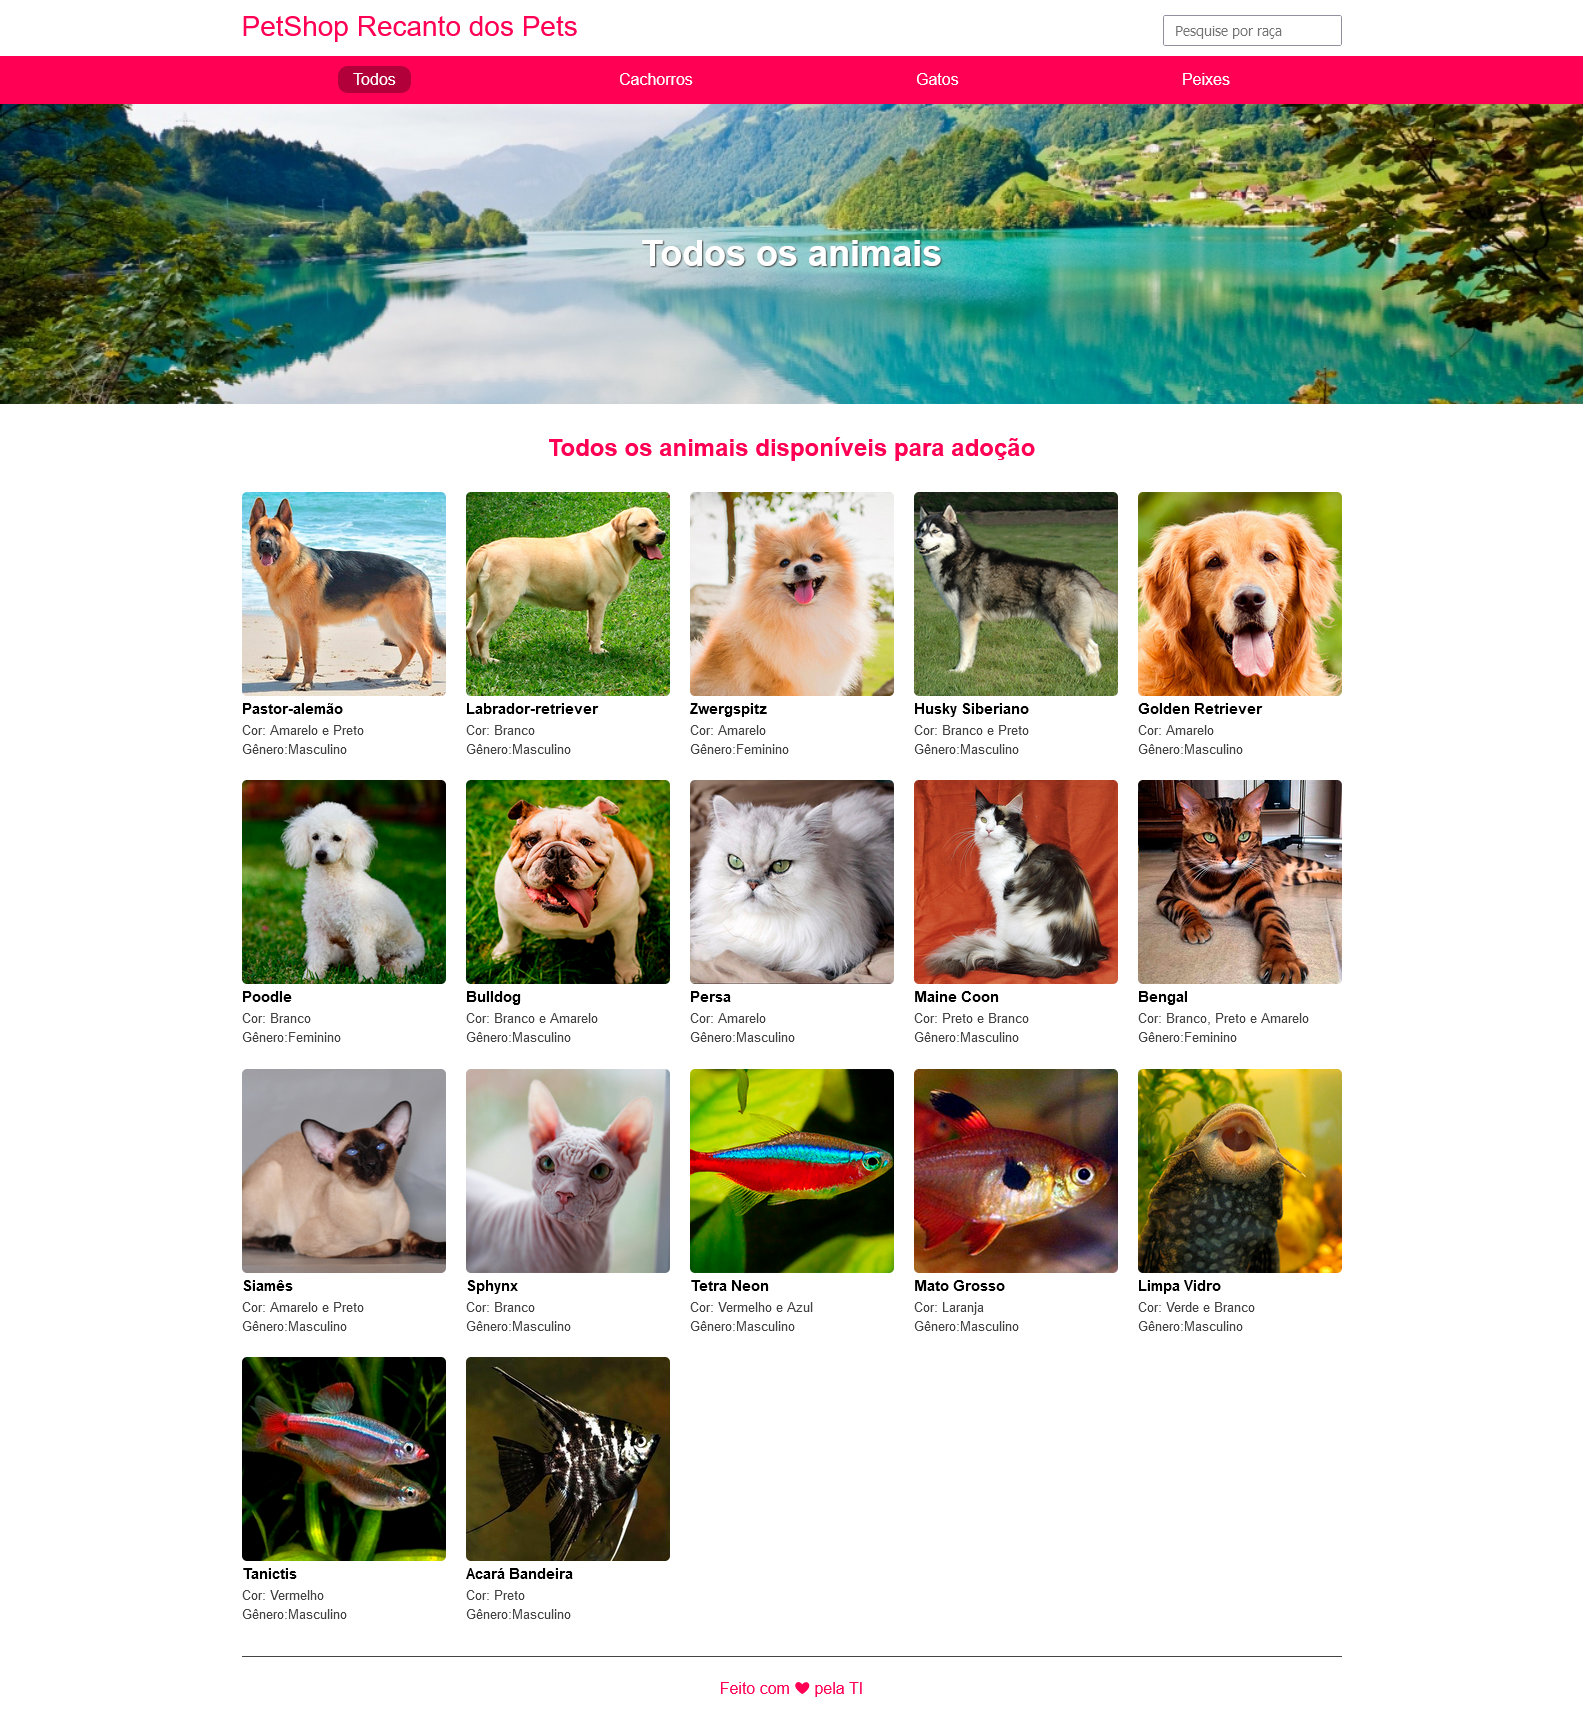 PetShop Recanto dos Pets
Pesquise por raça
Todos
Cachorros
Gatos
Peixes
Todos os animais
Todos os animais disponíveis para adoção
Pastor-alemão
Cor: Amarelo e Preto
Gênero:Masculino
Labrador-retriever
Cor: Branco
Gênero:Masculino
Zwergspitz
Cor: Amarelo
Gênero:Feminino
Husky Siberiano
Cor: Branco e Preto
Gênero:Masculino
Golden Retriever
Cor: Amarelo
Gênero:Masculino
Poodle
Cor: Branco
Gênero:Feminino
Bulldog
Cor: Branco e Amarelo
Gênero:Masculino
Persa
Cor: Amarelo
Gênero:Masculino
Maine Coon
Cor: Preto e Branco
Gênero:Masculino
Bengal
Cor: Branco, Preto e Amarelo
Gênero:Feminino
Siamês
Cor: Amarelo e Preto
Gênero:Masculino
Sphynx
Cor: Branco
Gênero:Masculino
Tetra Neon
Cor: Vermelho e Azul
Gênero:Masculino
Mato Grosso
Cor: Laranja
Gênero:Masculino
Limpa Vidro
Cor: Verde e Branco
Gênero:Masculino
Tanictis
Cor: Vermelho
Gênero:Masculino
Acará Bandeira
Cor: Preto
Gênero:Masculino
Feito com ❤ pela TI